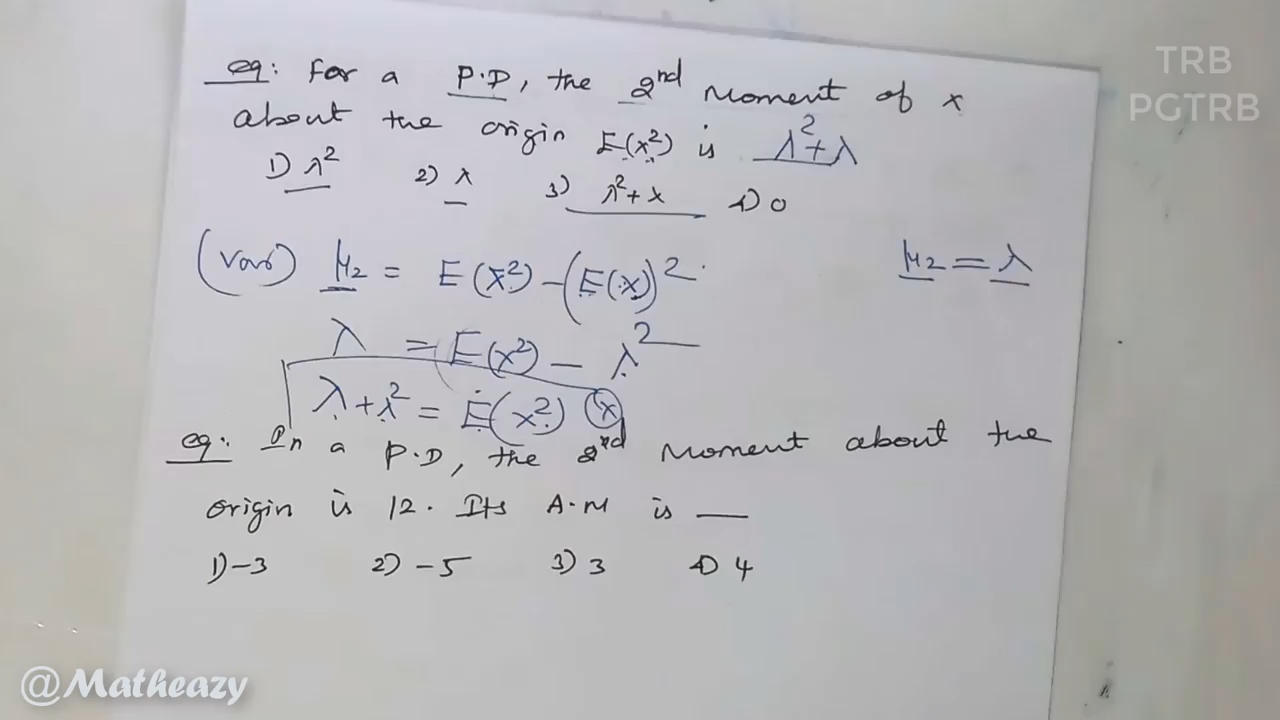 TRB
PGTRB
eg: For a P.D, the 2nd Moment of x
about the origin E(x²) is λ²+λ
1) λ² 2) λ 3) λ²+λ 4) 0
(Var) μ₂ = E(x²) - (E(x))² μ₂ = λ
λ = E(x²) - λ²
λ+λ² = E(x²)
eg: In a P.D, the 2nd Moment about the
origin is 12. Its A.M is __
1) -3 2) -5 3) 3 4) 4
@Matheazy